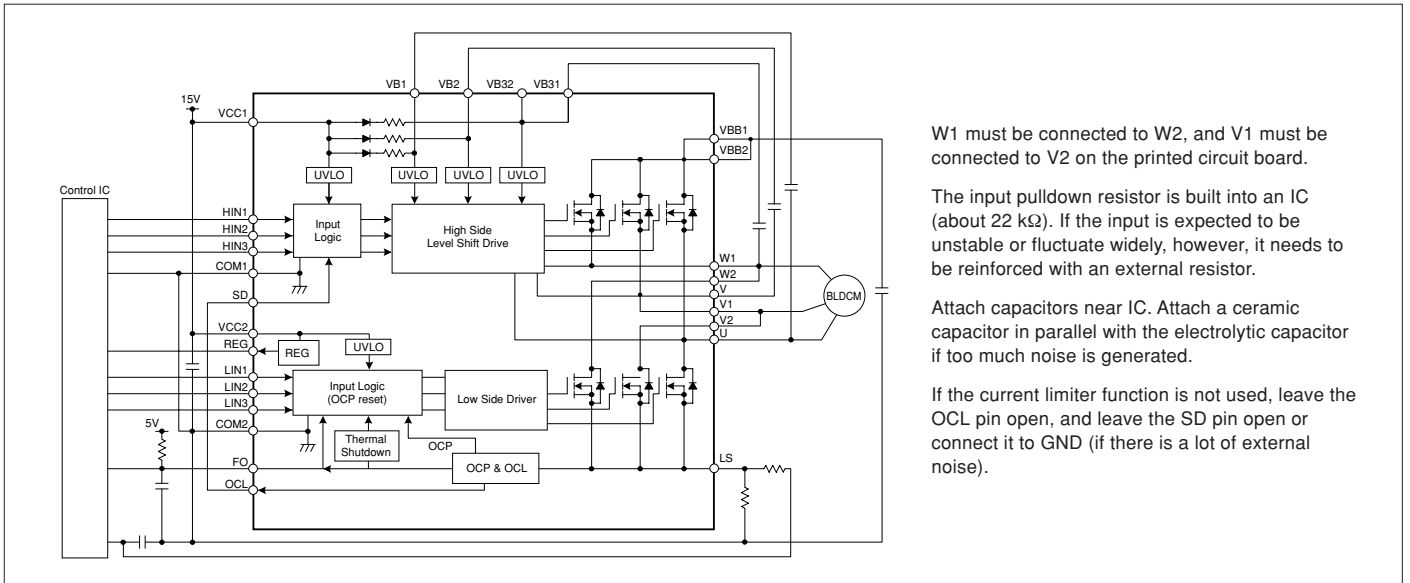 VB1 VB2 VB32 VB31
15V
VCC1
VBB1
VBB2
UVLO UVLO UVLO UVLO
Control IC
HIN1
HIN2
HIN3
COM1
SD
Input
Logic
High Side
Level Shift Drive
W1
W2
V
V1
V2
U
BLDCM
VCC2
REG
REG
UVLO
LIN1
LIN2
LIN3
COM2
Input Logic
(OCP reset)
Low Side Driver
5V
Thermal
Shutdown
OCP
FO
OCP & OCL
LS
OCL
W1 must be connected to W2, and V1 must be
connected to V2 on the printed circuit board.
The input pulldown resistor is built into an IC
(about 22 kΩ). If the input is expected to be
unstable or fluctuate widely, however, it needs to
be reinforced with an external resistor.
Attach capacitors near IC. Attach a ceramic
capacitor in parallel with the electrolytic capacitor
if too much noise is generated.
If the current limiter function is not used, leave the
OCL pin open, and leave the SD pin open or
connect it to GND (if there is a lot of external
noise).